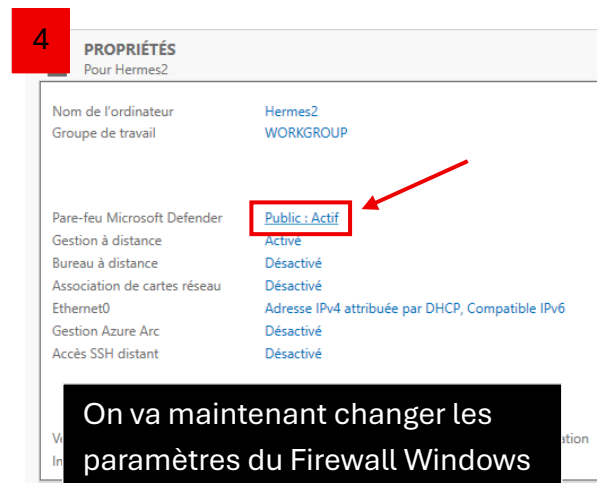 4
PROPRIÉTÉS
Pour Hermes2
Nom de l'ordinateur Hermes2
Groupe de travail WORKGROUP
Pare-feu Microsoft Defender Public : Actif
Gestion à distance Activé
Bureau à distance Désactivé
Association de cartes réseau Désactivé
Ethernet0 Adresse IPv4 attribuée par DHCP, Compatible IPv6
Gestion Azure Arc Désactivé
Accès SSH distant Désactivé
On va maintenant changer les
paramètres du Firewall Windows